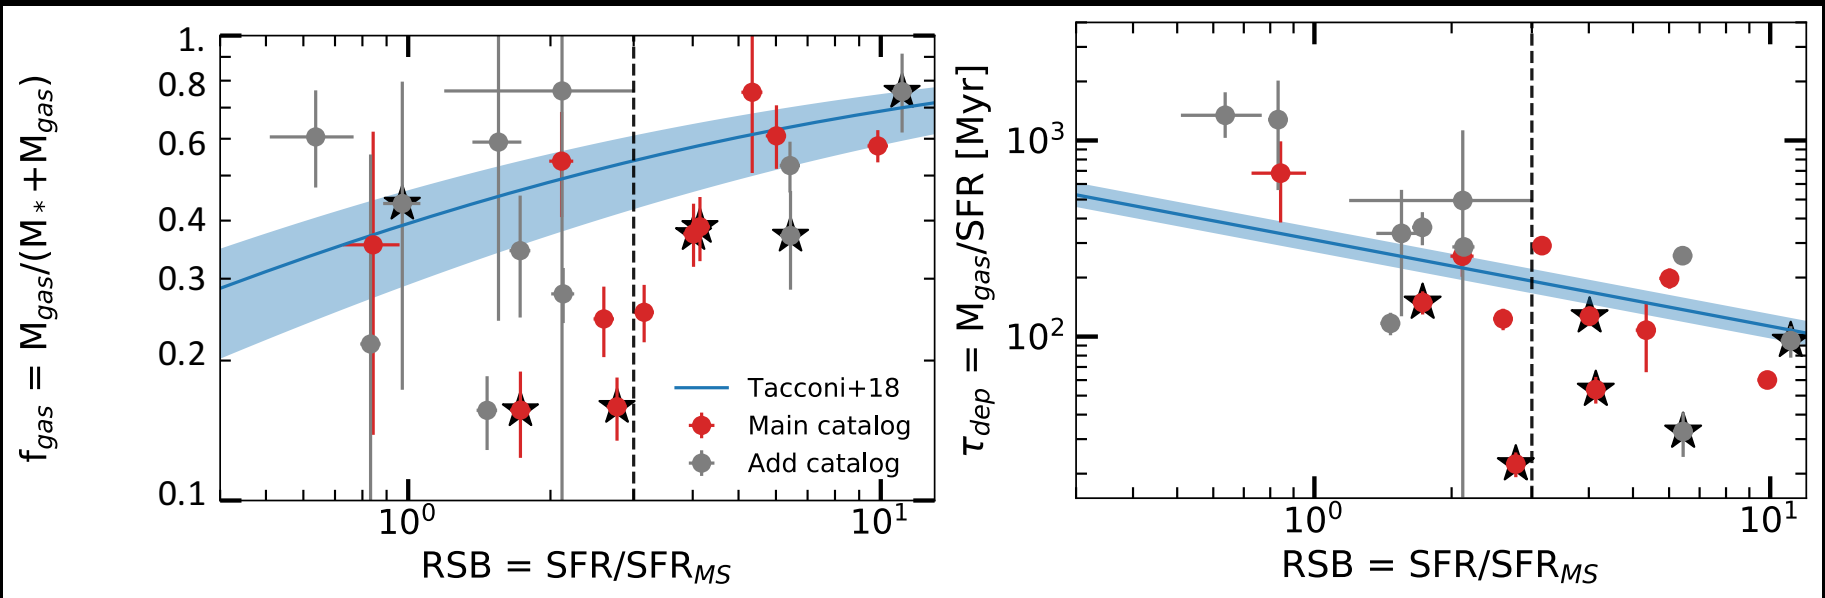 f_gas = M_gas/(M_*+M_gas)
1.
0.8
0.6
0.4
0.3
0.2
0.1
10^0
10^1
RSB = SFR/SFR_MS
Tacconi+18
Main catalog
Add catalog
τ_dep = M_gas/SFR [Myr]
10^3
10^2
10^0
10^1
RSB = SFR/SFR_MS